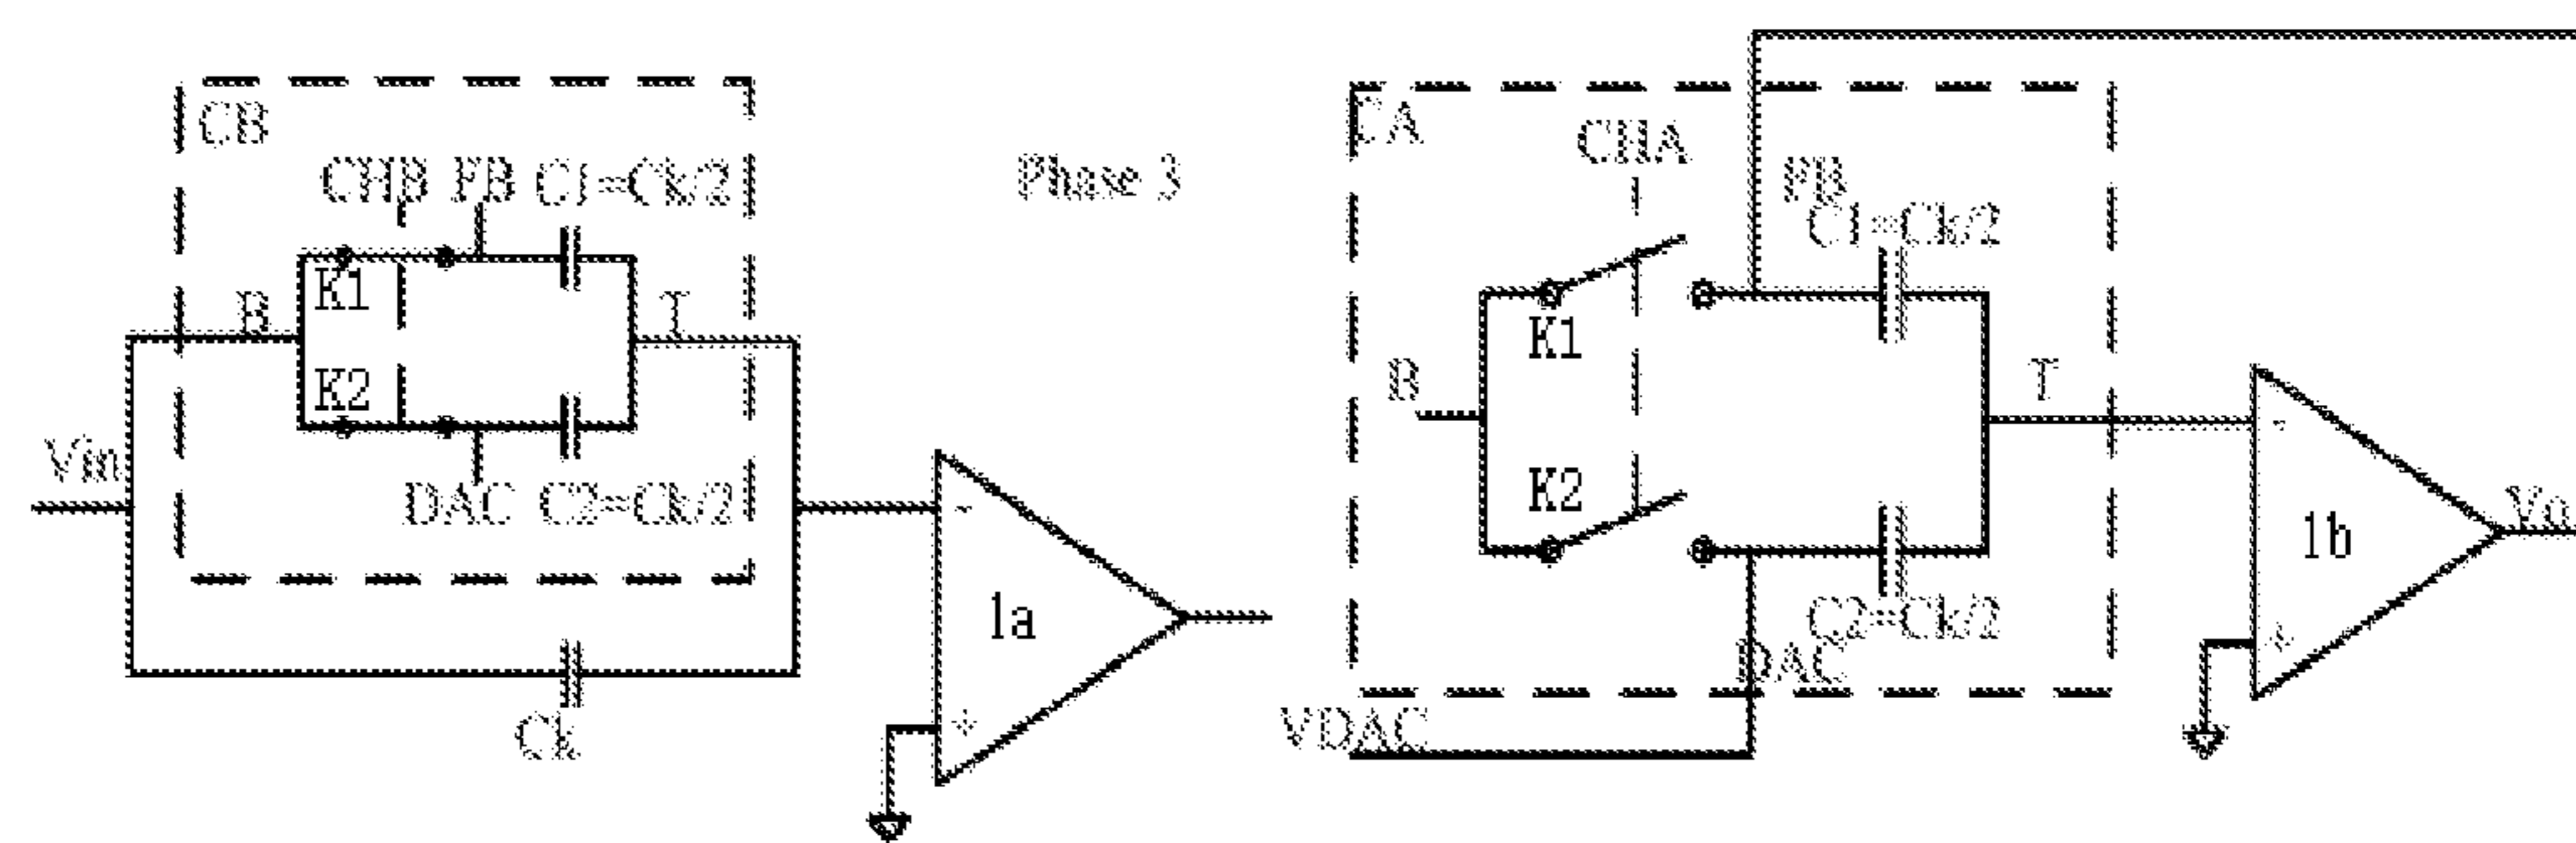 CB
CHB FB C1=Ck/2
K1
B
T
K2
Vin
DAC C2=Ck/2
Ck
-
1a
+
Phase 3
CA
CHA
FB
C1=Ck/2
K1
B
T
K2
C2=Ck/2
DAC
VDAC
-
1b
+
Vo